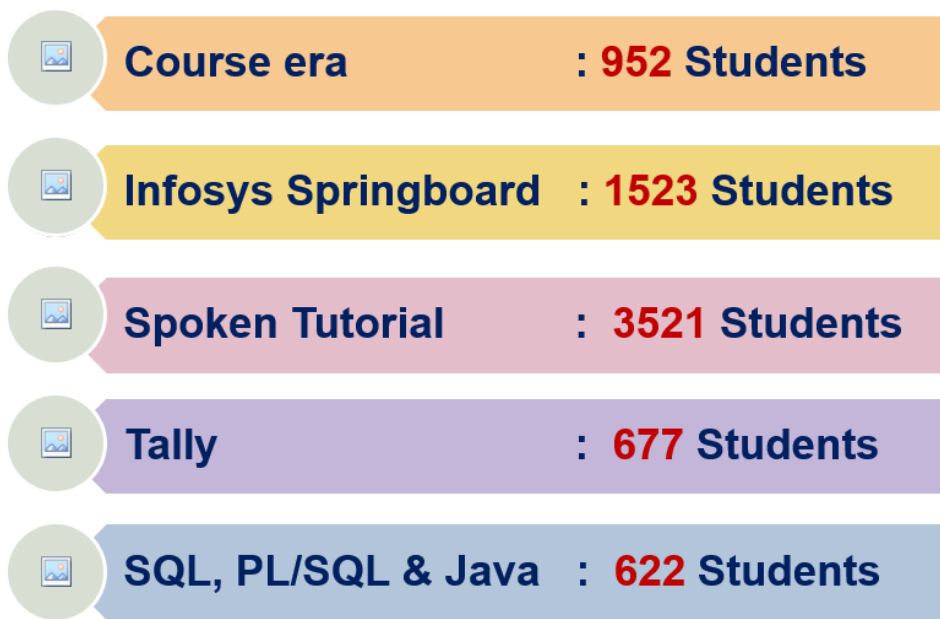 Course era : 952 Students
Infosys Springboard : 1523 Students
Spoken Tutorial : 3521 Students
Tally : 677 Students
SQL, PL/SQL & Java : 622 Students